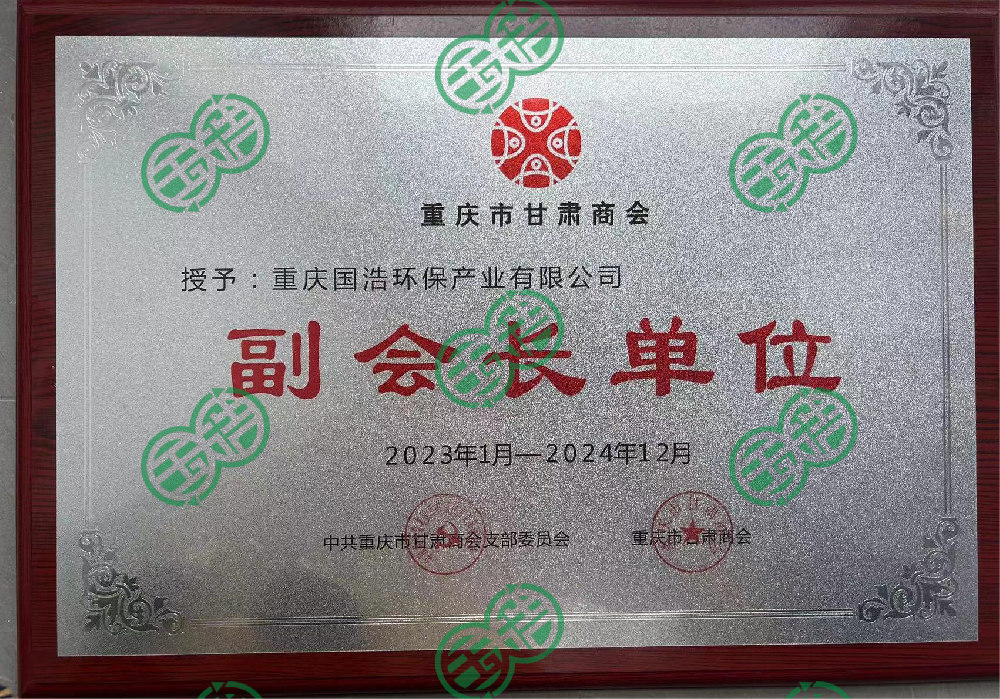 重庆市甘肃商会
授予：重庆国浩环保产业有限公司
副会长单位
2023年1月—2024年12月
中共重庆市甘肃商会支部委员会 重庆市甘肃商会